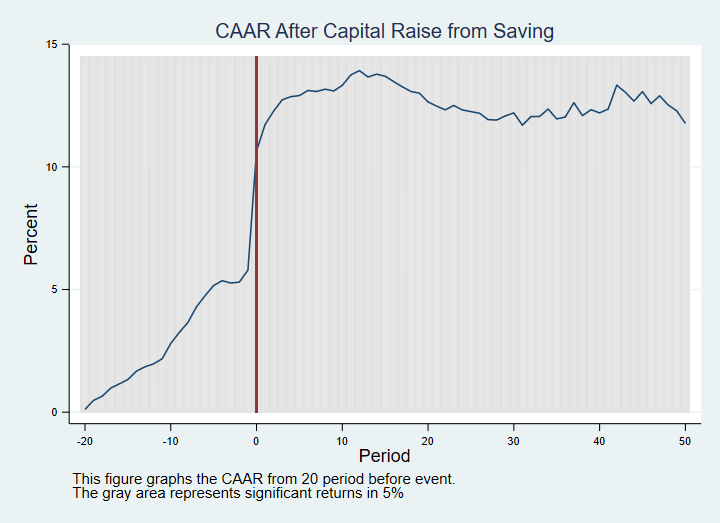 CAAR After Capital Raise from Saving
15
10
5
0
Percent
-20 -10 0 10 20 30 40 50
Period
This figure graphs the CAAR from 20 period before event.
The gray area represents significant returns in 5%